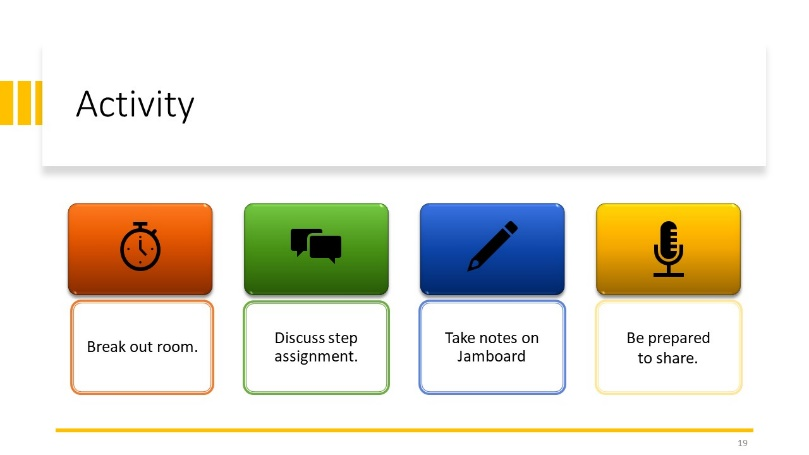 Activity
Break out room.
Discuss step
assignment.
Take notes on
Jamboard
Be prepared
to share.
19